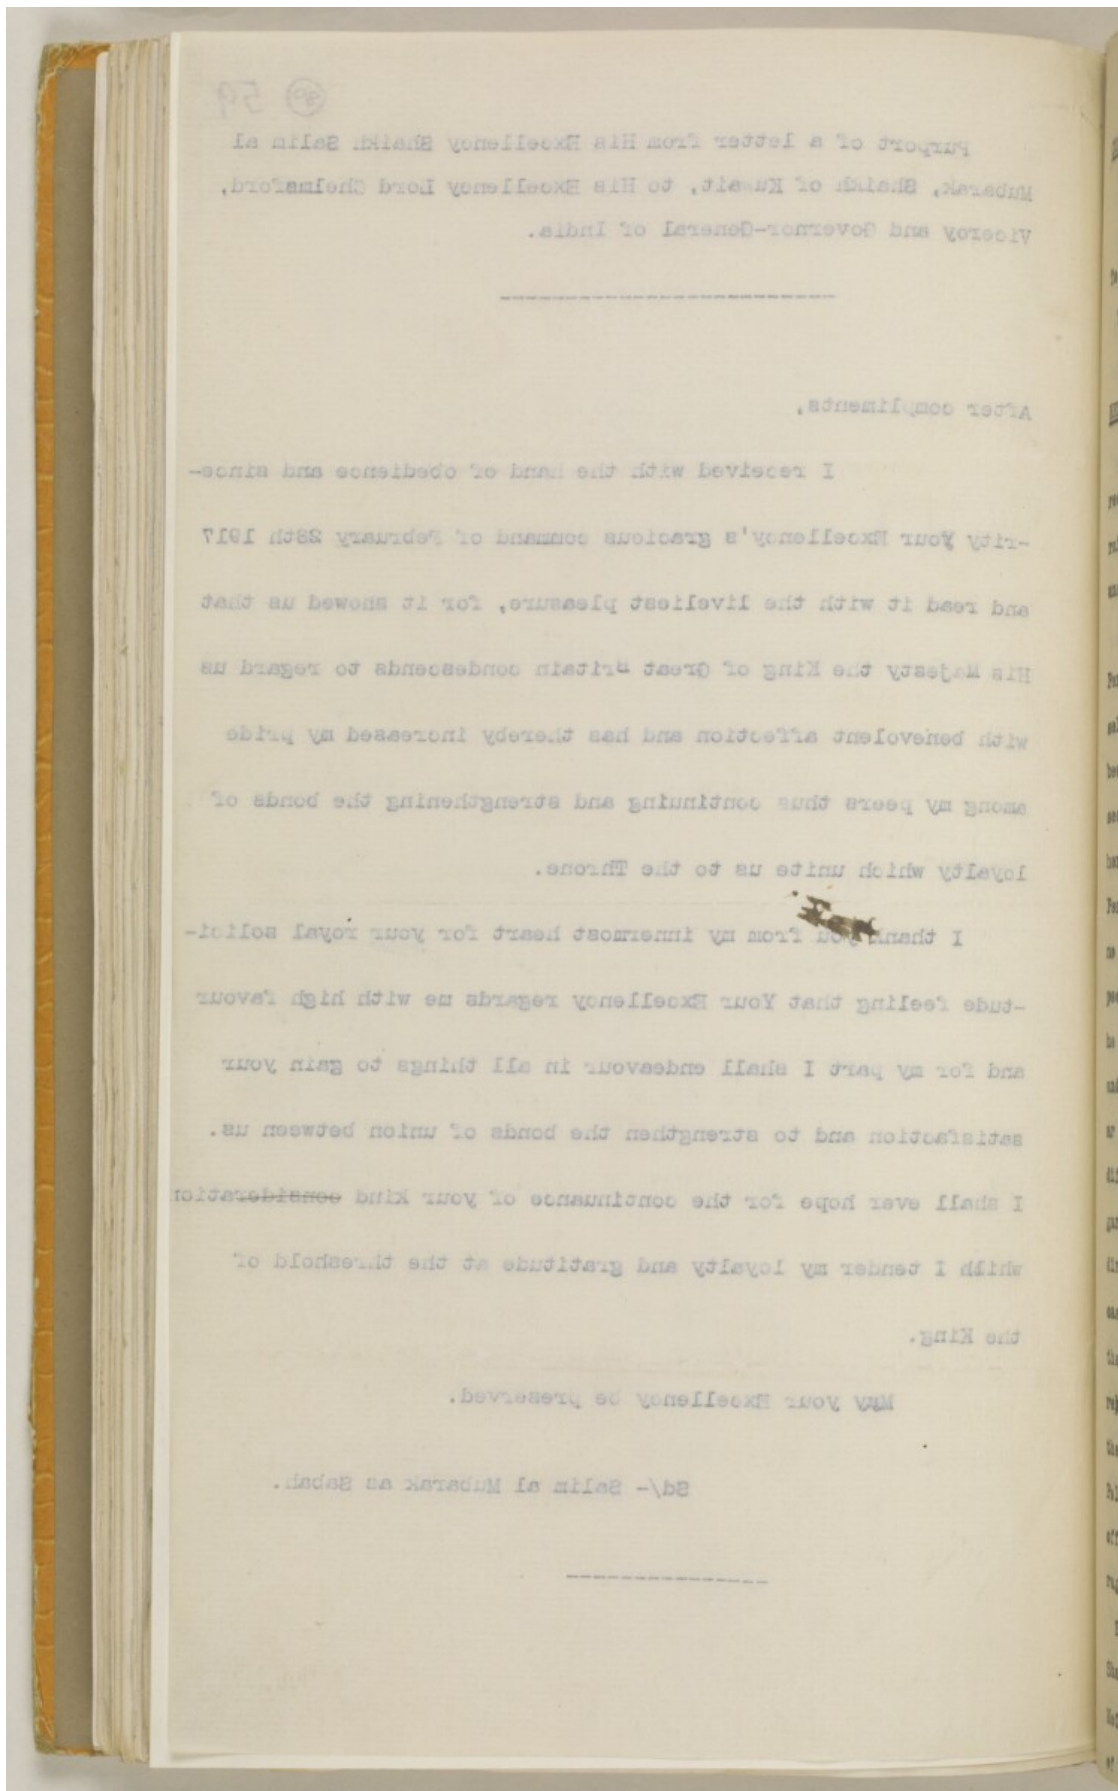 59
Purport of a letter from His Excellency Shaikh Salim al
Mubarak, Shaikh of Kuwait, to His Excellency Lord Chelmsford,
Viceroy and Governor-General of India.
After compliments,
I received with the hand of obedience and since-
-rity Your Excellency's gracious command of February 28th 1917
and read it with the liveliest pleasure, for it showed us that
His Majesty the King of Great Britain condescends to regard us
with benevolent affection and has thereby increased my pride
among my peers thus continuing and strengthening the bonds of
loyalty which unite us to the Throne.
I thank you from my innermost heart for your royal solici-
-tude feeling that Your Excellency regards me with high favour
and for my part I shall endeavour in all things to gain your
satisfaction and to strengthen the bonds of union between us.
I shall ever hope for the continuance of your kind consideration
whilh I tender my loyalty and gratitude at the threshold of
the King.
May your Excellency be preserved.
Sd/- Salim al Mubarak as Sabah.